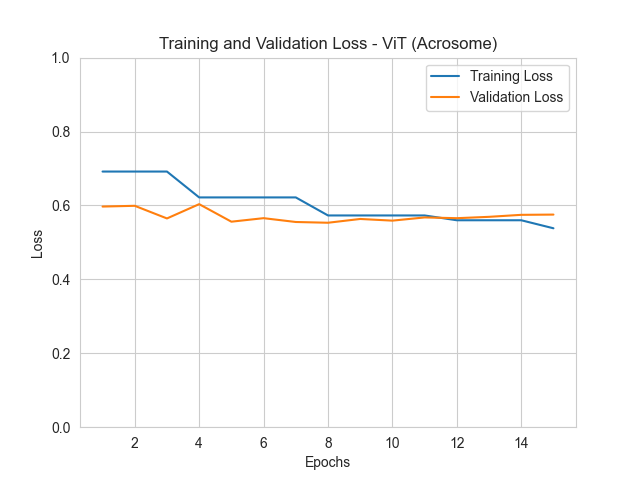 Training and Validation Loss - ViT (Acrosome)
Training Loss
Validation Loss
1.0
0.8
0.6
0.4
0.2
0.0
Loss
2 4 6 8 10 12 14
Epochs